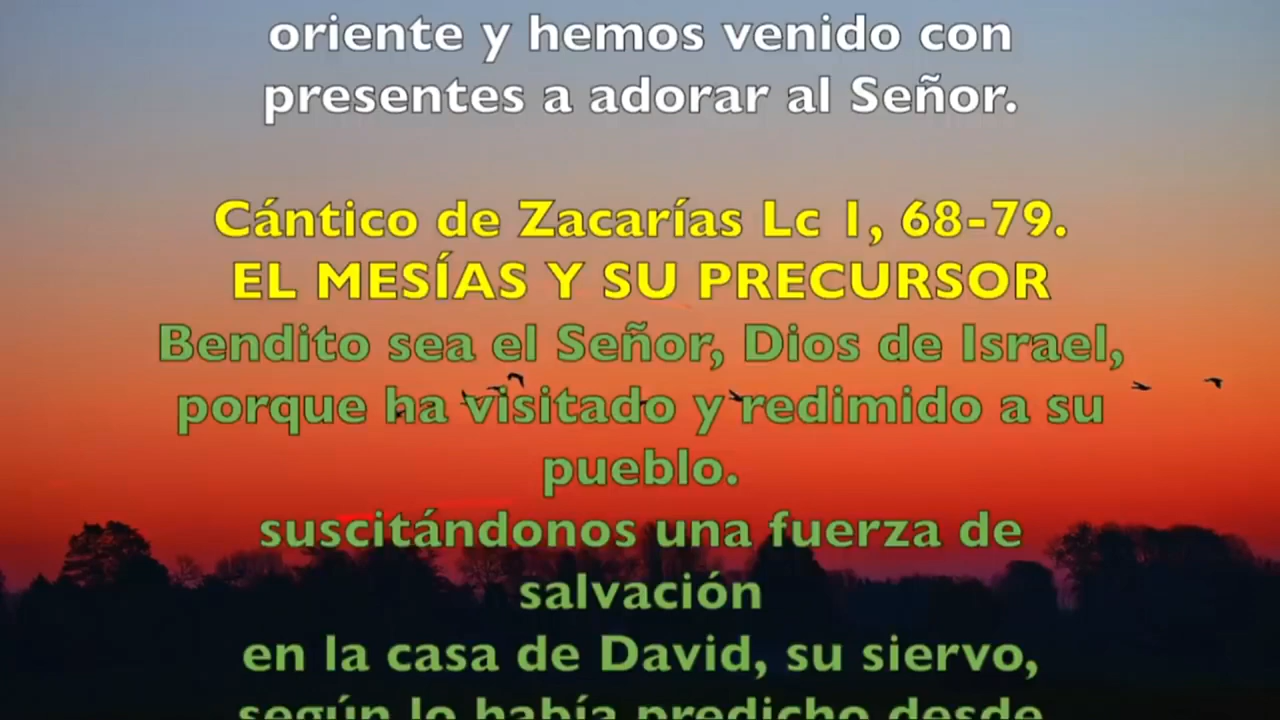 oriente y hemos venido con
presentes a adorar al Señor.
Cántico de Zacarías Lc 1, 68-79.
EL MESÍAS Y SU PRECURSOR
Bendito sea el Señor, Dios de Israel,
porque ha visitado y redimido a su
pueblo.
suscitándonos una fuerza de
salvación
en la casa de David, su siervo,
según lo había predicho desde